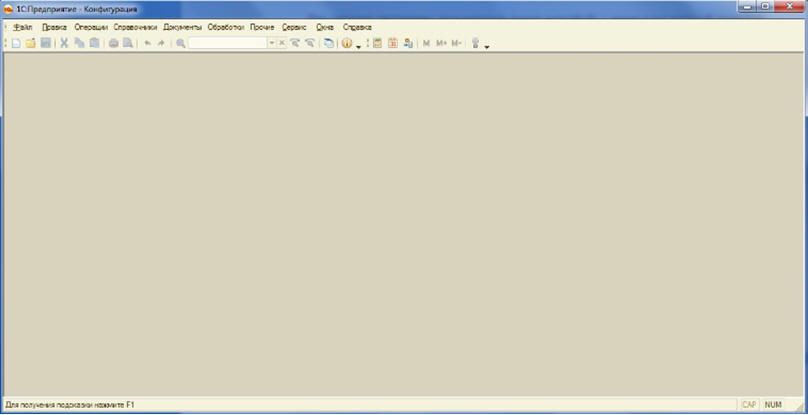 1С:Предприятие - Конфигурация
Файл Правка Операции Справочники Документы Обработки Прочие Сервис Окна Справка
M M+ M-
Для получения подсказки нажмите F1
CAP NUM